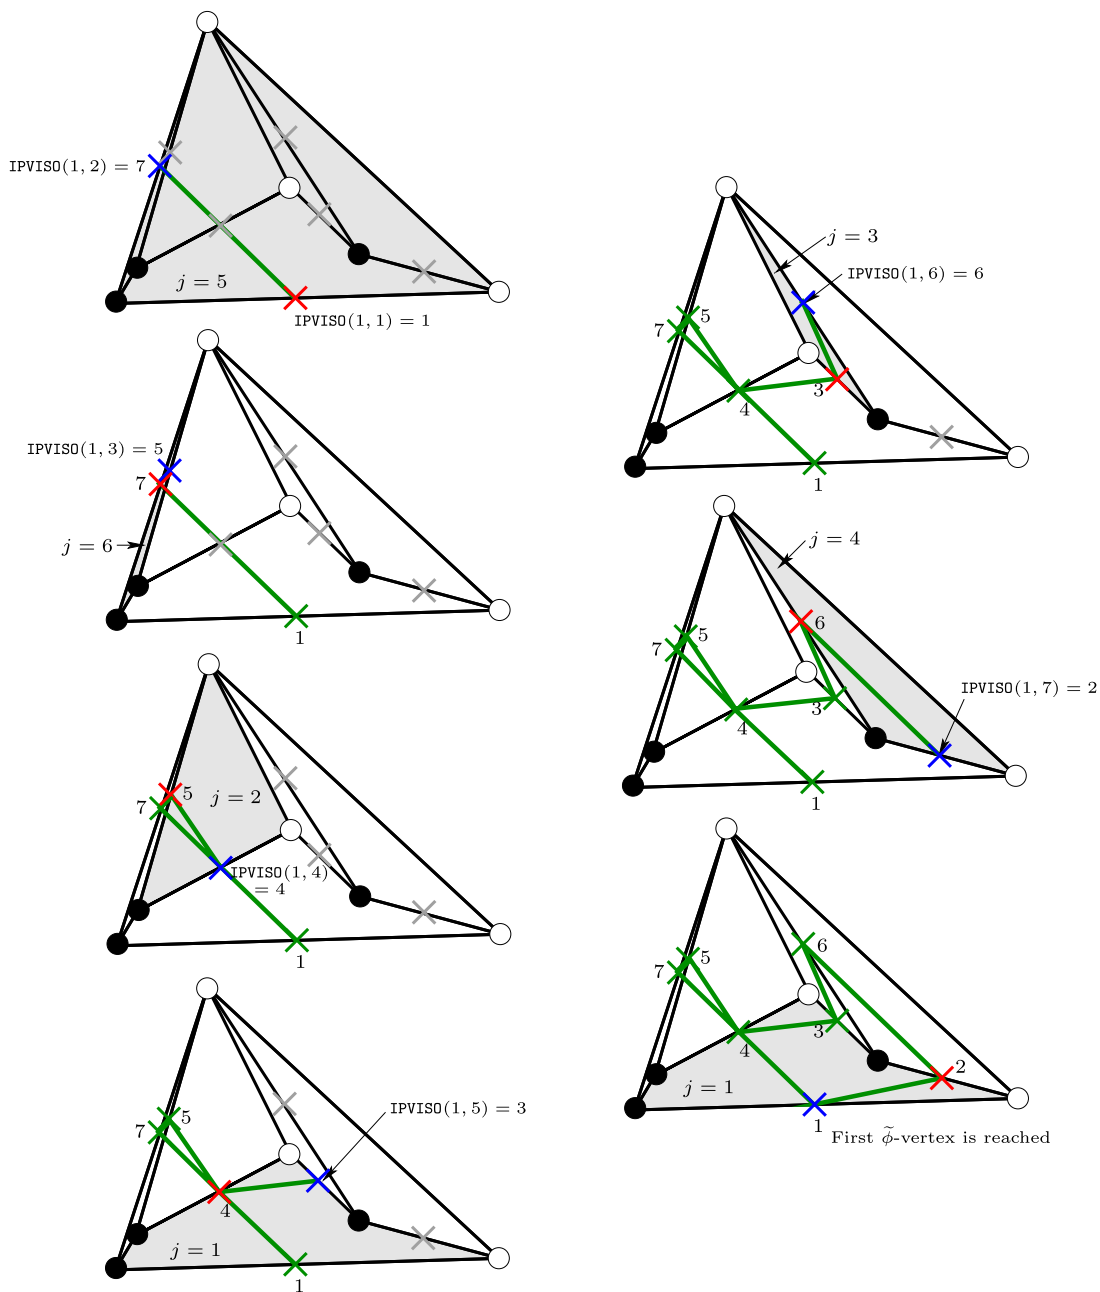 IPVISO(1, 2) = 7
j = 5
IPVISO(1, 1) = 1
IPVISO(1, 3) = 5
7
j = 6
1
5
7
j = 2
IPVISO(1, 4)
= 4
1
5
7
IPVISO(1, 5) = 3
4
j = 1
1
j = 3
IPVISO(1, 6) = 6
5
7
3
4
1
j = 4
6
5
7
IPVISO(1, 7) = 2
3
4
1
6
5
7
3
4
2
j = 1
1
First φ̃-vertex is reached